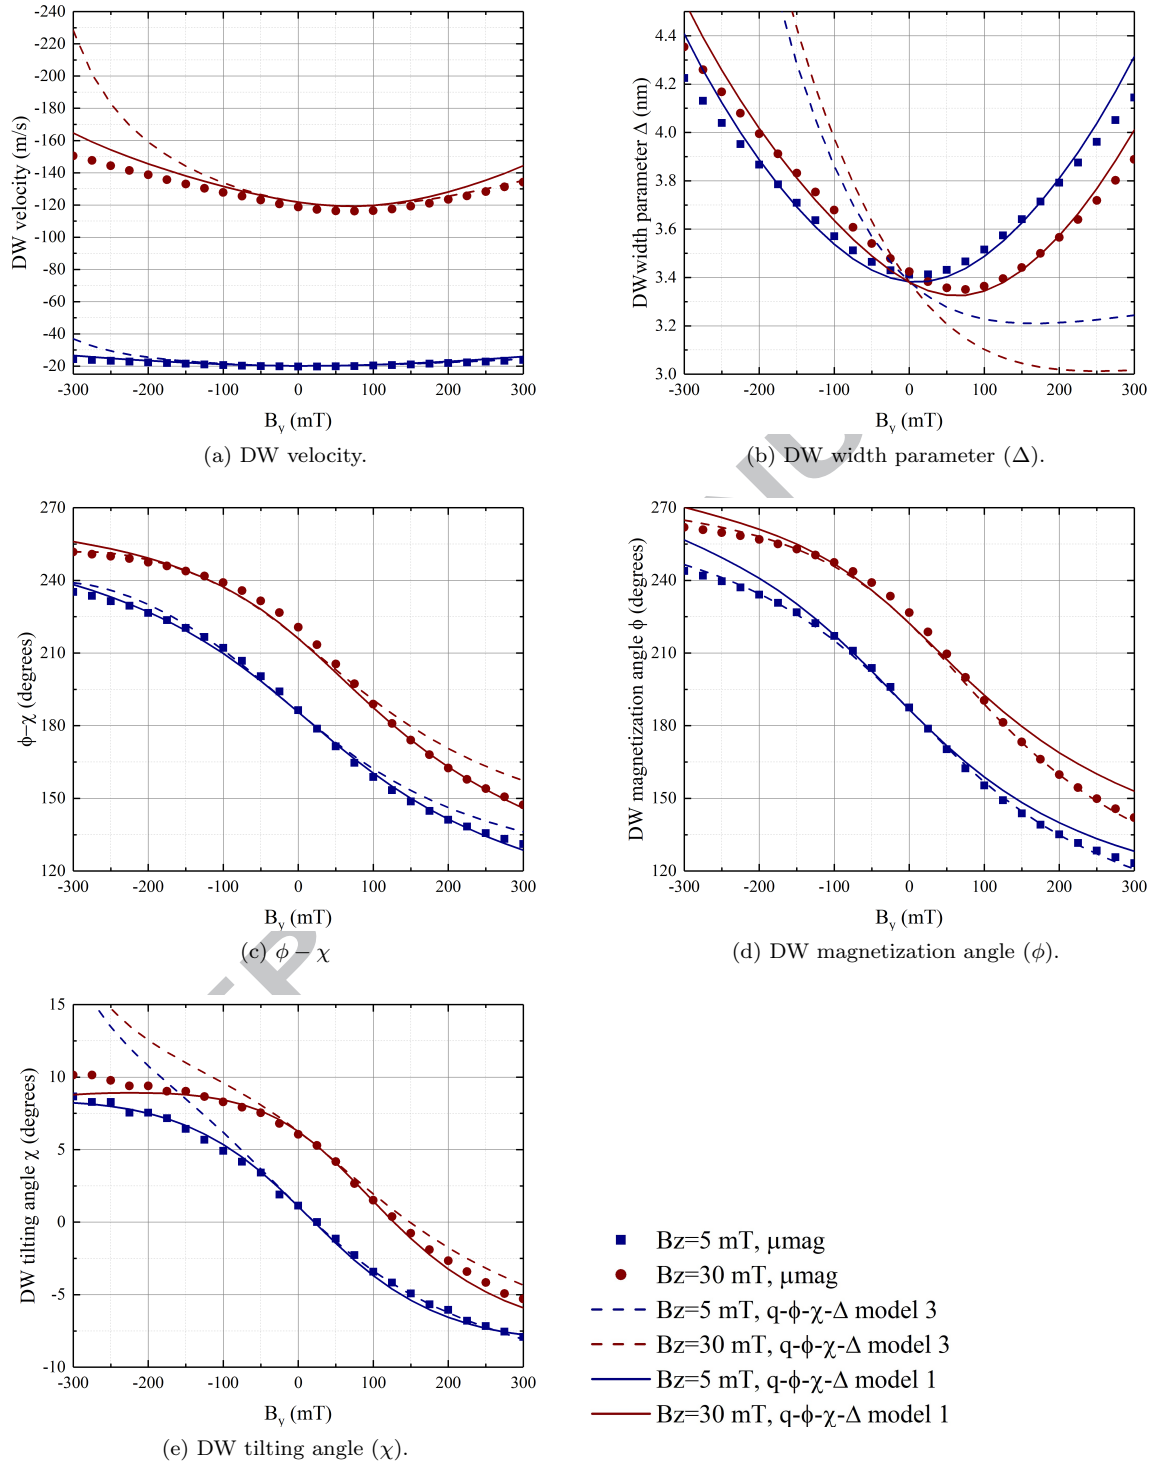 -240
-220
-200
-180
-160
-140
-120
-100
-80
-60
-40
-20
DW velocity (m/s)
-300 -200 -100 0 100 200 300
B_y (mT)
(a) DW velocity.
4.4
4.2
4.0
3.8
3.6
3.4
3.2
3.0
DW width parameter Δ (nm)
-300 -200 -100 0 100 200 300
B_y (mT)
(b) DW width parameter (Δ).
270
240
210
180
150
120
ϕ−χ (degrees)
-300 -200 -100 0 100 200 300
B_y (mT)
(c) ϕ − χ
270
240
210
180
150
120
DW magnetization angle ϕ (degrees)
-300 -200 -100 0 100 200 300
B_y (mT)
(d) DW magnetization angle (ϕ).
15
10
5
0
-5
-10
DW tilting angle χ (degrees)
-300 -200 -100 0 100 200 300
B_y (mT)
(e) DW tilting angle (χ).
Bz=5 mT, μmag
Bz=30 mT, μmag
Bz=5 mT, q-ϕ-χ-Δ model 3
Bz=30 mT, q-ϕ-χ-Δ model 3
Bz=5 mT, q-ϕ-χ-Δ model 1
Bz=30 mT, q-ϕ-χ-Δ model 1